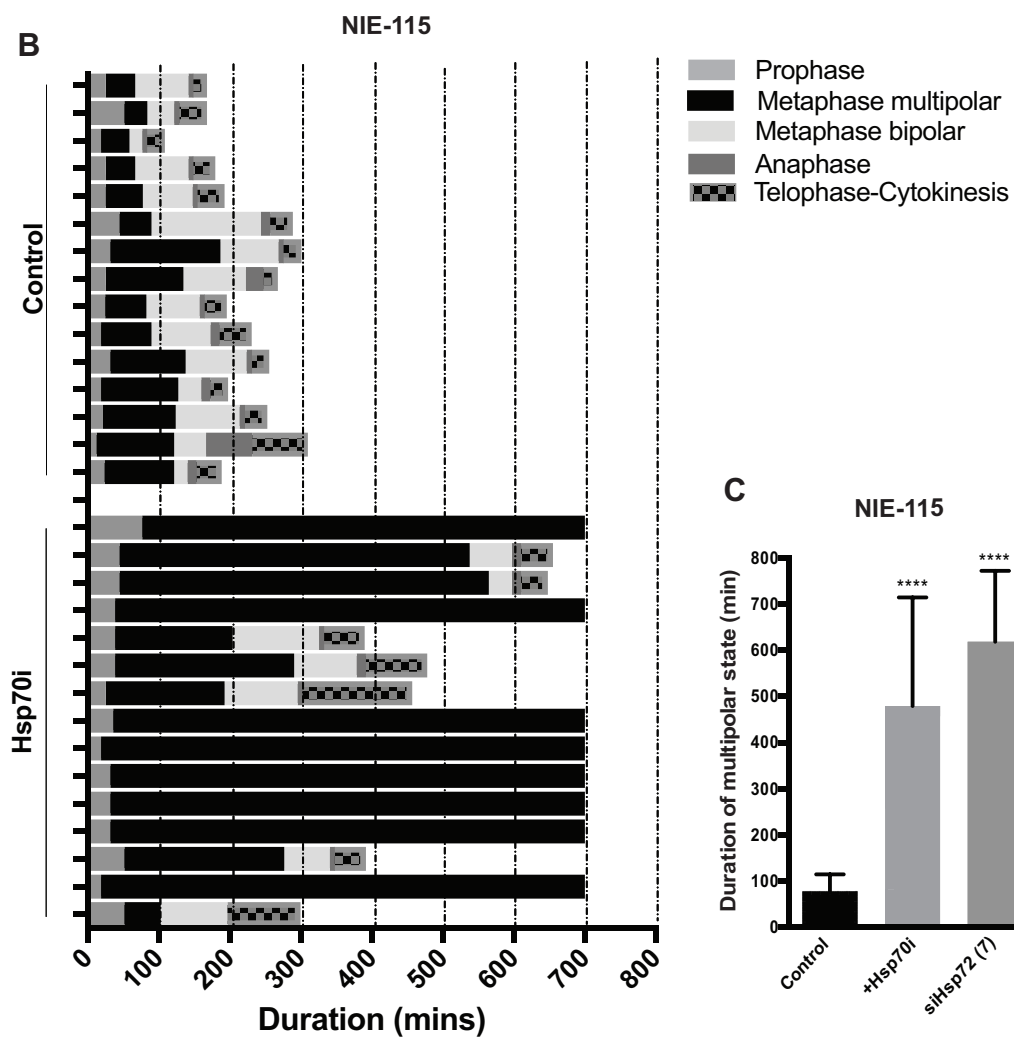 B
NIE-115
Prophase
Metaphase multipolar
Metaphase bipolar
Anaphase
Telophase-Cytokinesis
Control
Hsp70i
0 100 200 300 400 500 600 700 800
Duration (mins)
C
NIE-115
Duration of multipolar state (min)
800
700
600
500
400
300
200
100
0
**** ****
Control +Hsp70i siHsp72 (7)